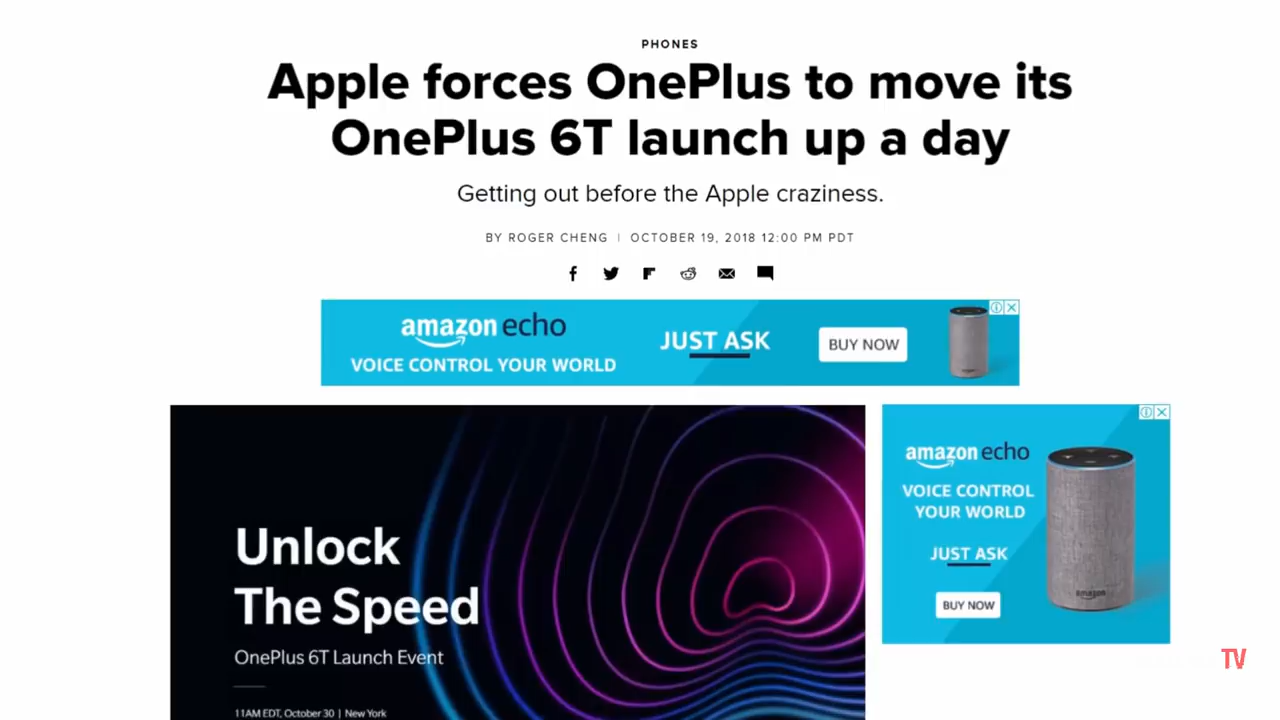 PHONES
Apple forces OnePlus to move its
OnePlus 6T launch up a day
Getting out before the Apple craziness.
BY ROGER CHENG | OCTOBER 19, 2018 12:00 PM PDT
amazon echo
VOICE CONTROL YOUR WORLD
JUST ASK
BUY NOW
Unlock
The Speed
OnePlus 6T Launch Event
11AM EDT, October 30 | New York
amazon echo
VOICE CONTROL
YOUR WORLD
JUST ASK
BUY NOW
amazon
TV